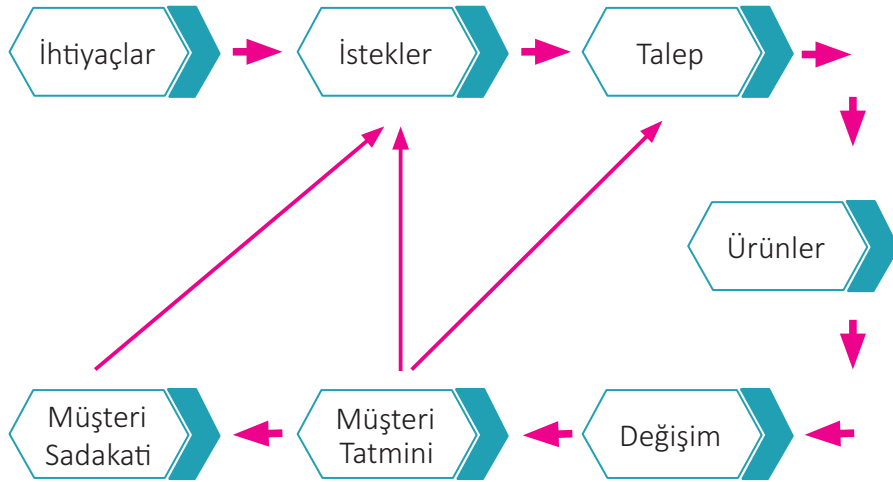 İhtiyaçlar
İstekler
Talep
Ürünler
Değişim
Müşteri
Tatmini
Müşteri
Sadakati